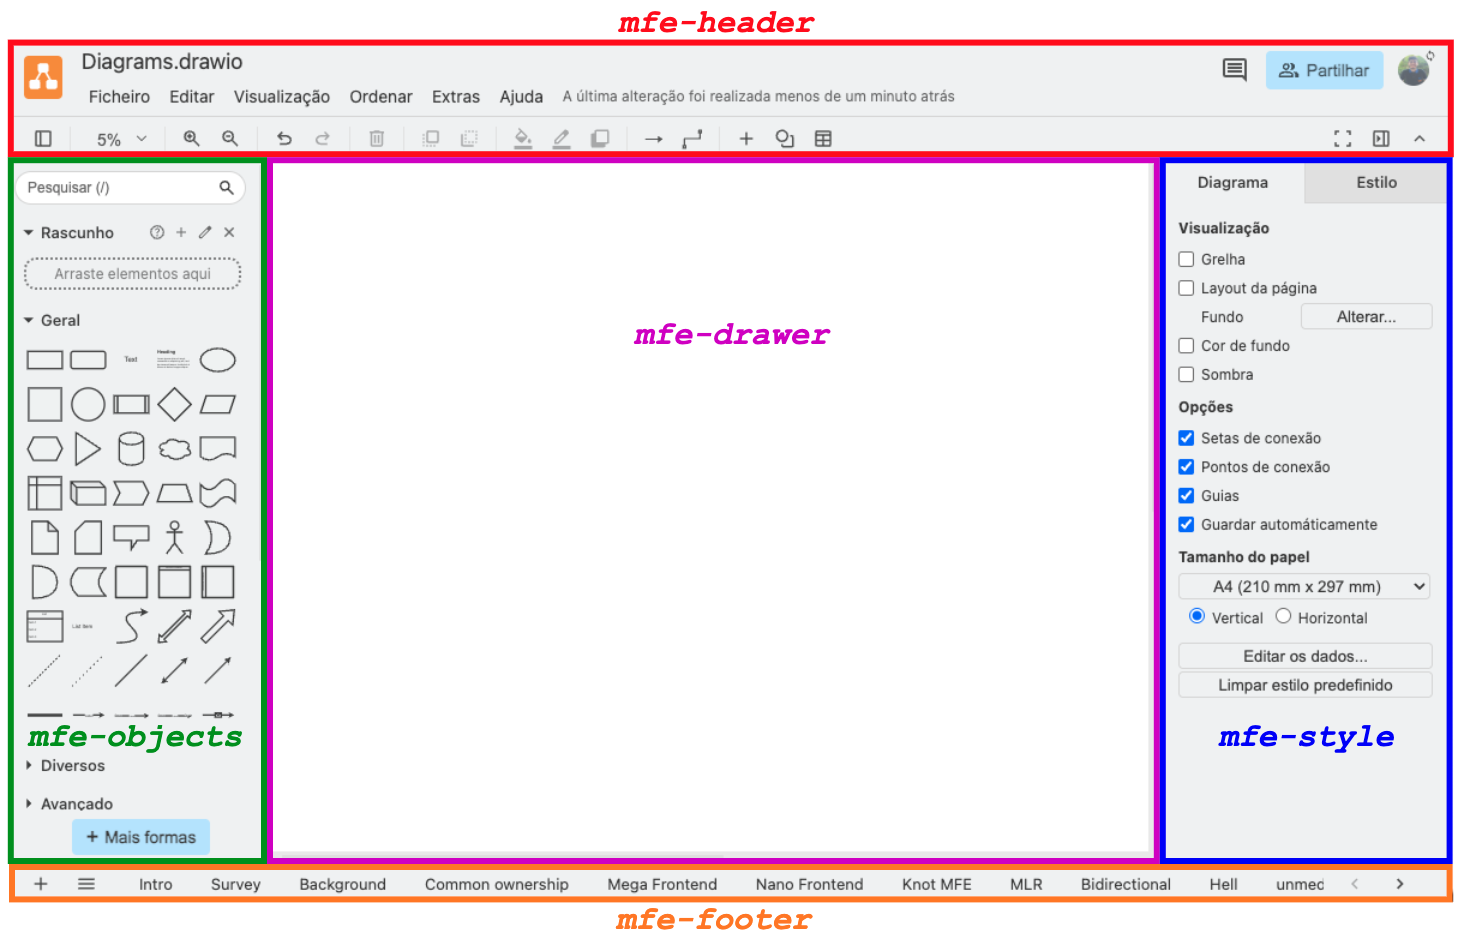 mfe-header
Diagrams.drawio
Partilhar
Ficheiro Editar Visualização Ordenar Extras Ajuda A última alteração foi realizada menos de um minuto atrás
5%
Pesquisar (/)
Rascunho
Arraste elementos aqui
Geral
Text
Heading
List Item
mfe-objects
Diversos
Avançado
+ Mais formas
mfe-drawer
Diagrama Estilo
Visualização
Grelha
Layout da página
Fundo Alterar...
Cor de fundo
Sombra
Opções
Setas de conexão
Pontos de conexão
Guias
Guardar automáticamente
Tamanho do papel
A4 (210 mm x 297 mm)
Vertical Horizontal
Editar os dados...
Limpar estilo predefinido
mfe-style
Intro Survey Background Common ownership Mega Frontend Nano Frontend Knot MFE MLR Bidirectional Hell unmed
mfe-footer